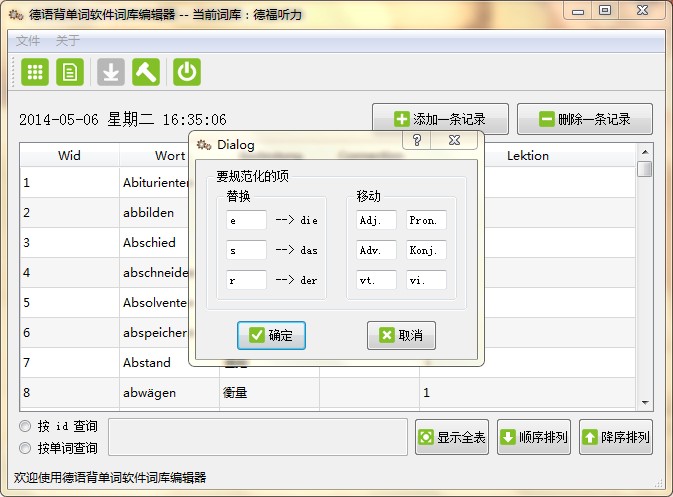 德语背单词软件词库编辑器 -- 当前词库：德福听力
文件 关于
2014-05-06 星期二 16:35:06
添加一条记录
删除一条记录
Dialog
Wid Wort Lektion
要规范化的项
替换 移动
e --> die Adj. Pron.
s --> das Adv. Konj.
r --> der vt. vi.
确定 取消
1
2 abbilden
3 Abschied
4
5
6
7 Abstand
8 abwägen 衡量 1
按 id 查询
按单词查询
显示全表 顺序排列 降序排列
欢迎使用德语背单词软件词库编辑器